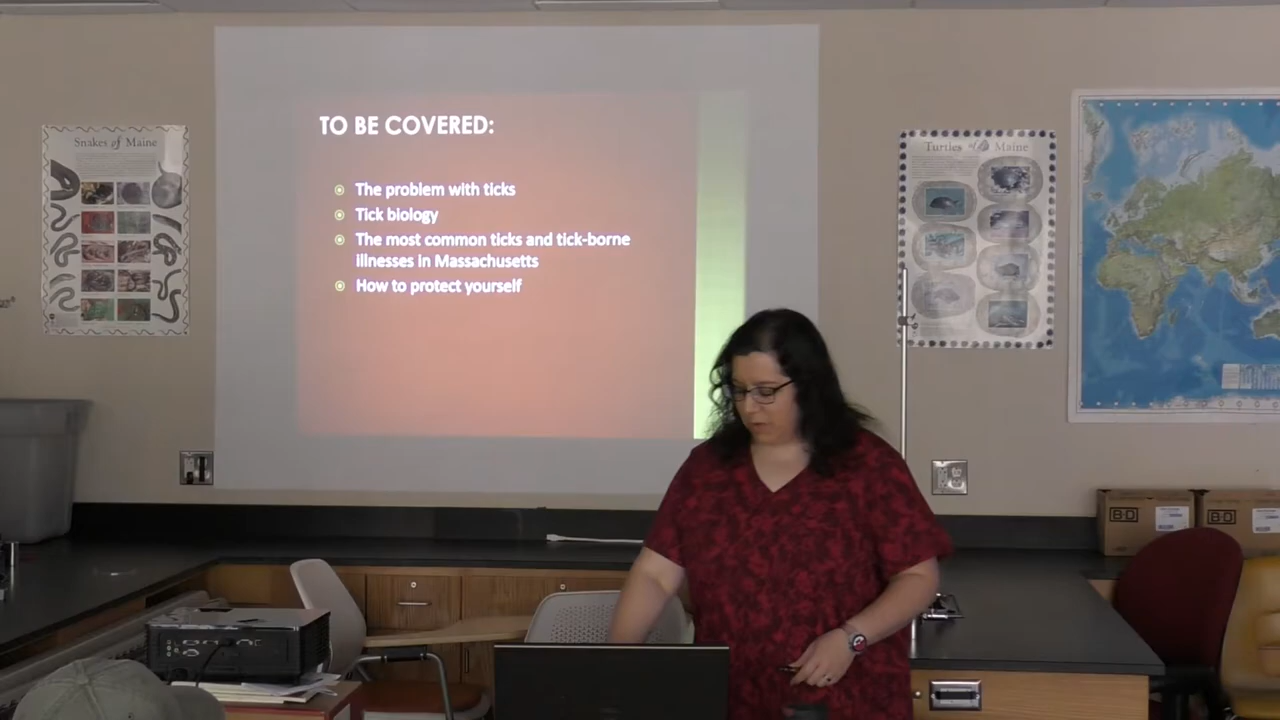 Snakes of Maine
TO BE COVERED:
The problem with ticks
Tick biology
The most common ticks and tick-borne
illnesses in Massachusetts
How to protect yourself
Turtles of Maine
B-D
B-D